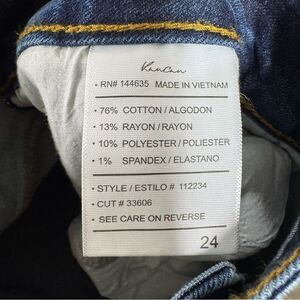 KanCan
• RN# 144635 MADE IN VIETNAM
• 76% COTTON / ALGODON
• 13% RAYON / RAYON
• 10% POLYESTER / POLIESTER
• 1% SPANDEX / ELASTANO
• STYLE / ESTILO # 112234
• CUT # 33606
• SEE CARE ON REVERSE
24